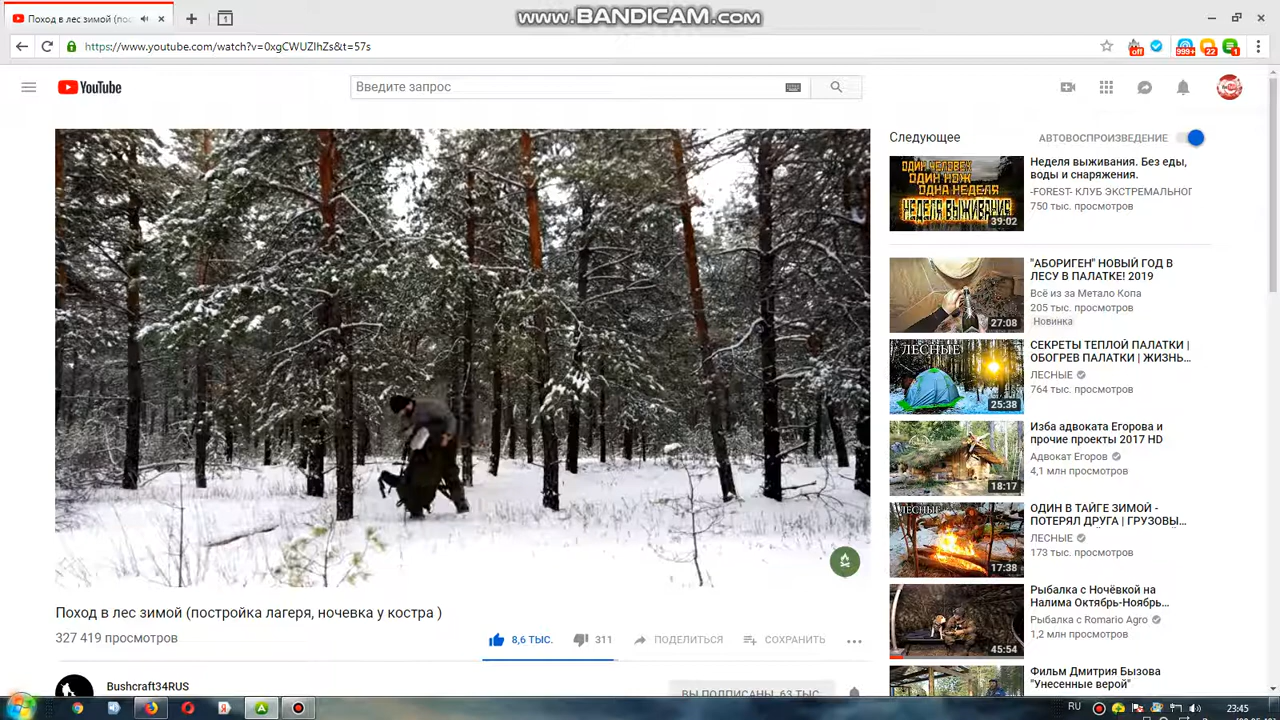 www.BANDICAM.com
Поход в лес зимой (пос
1
https://www.youtube.com/watch?v=0xgCWUZIhZs&t=57s
off
999+
22
1
YouTube
Введите запрос
Следующее
АВТОВОСПРОИЗВЕДЕНИЕ
ОДИН ЧЕЛОВЕК
ОДИН НОЖ
ОДНА НЕДЕЛЯ
НЕДЕЛЯ ВЫЖИВАНИЯ
39:02
Неделя выживания. Без еды,
воды и снаряжения.
-FOREST- КЛУБ ЭКСТРЕМАЛЬНОГ
750 тыс. просмотров
27:08
"АБОРИГЕН" НОВЫЙ ГОД В
ЛЕСУ В ПАЛАТКЕ! 2019
Всё из за Метало Копа
205 тыс. просмотров
Новинка
ЛЕСНЫЕ
25:38
СЕКРЕТЫ ТЕПЛОЙ ПАЛАТКИ |
ОБОГРЕВ ПАЛАТКИ | ЖИЗНЬ...
ЛЕСНЫЕ
764 тыс. просмотров
18:17
Изба адвоката Егорова и
прочие проекты 2017 HD
Адвокат Егоров
4,1 млн просмотров
ЛЕСНЫЕ
17:38
ОДИН В ТАЙГЕ ЗИМОЙ -
ПОТЕРЯЛ ДРУГА | ГРУЗОВЫ...
ЛЕСНЫЕ
173 тыс. просмотров
45:54
Рыбалка с Ночёвкой на
Налима Октябрь-Ноябрь...
Рыбалка с Romario Agro
1,2 млн просмотров
Фильм Дмитрия Бызова
"Унесенные верой"
Поход в лес зимой (постройка лагеря, ночевка у костра )
327 419 просмотров
8,6 ТЫС.
311
ПОДЕЛИТЬСЯ
СОХРАНИТЬ
Bushcraft34RUS
ВЫ ПОДПИСАНЫ 63 ТЫС.
RU
23:45